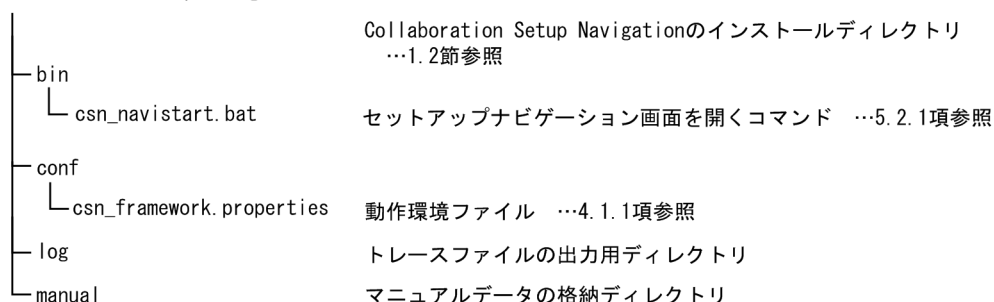 Collaboration Setup Navigationのインストールディレクトリ
…1.2節参照
bin
csn_navistart.bat セットアップナビゲーション画面を開くコマンド …5.2.1項参照
conf
csn_framework.properties 動作環境ファイル …4.1.1項参照
log トレースファイルの出力用ディレクトリ
manual マニュアルデータの格納ディレクトリ